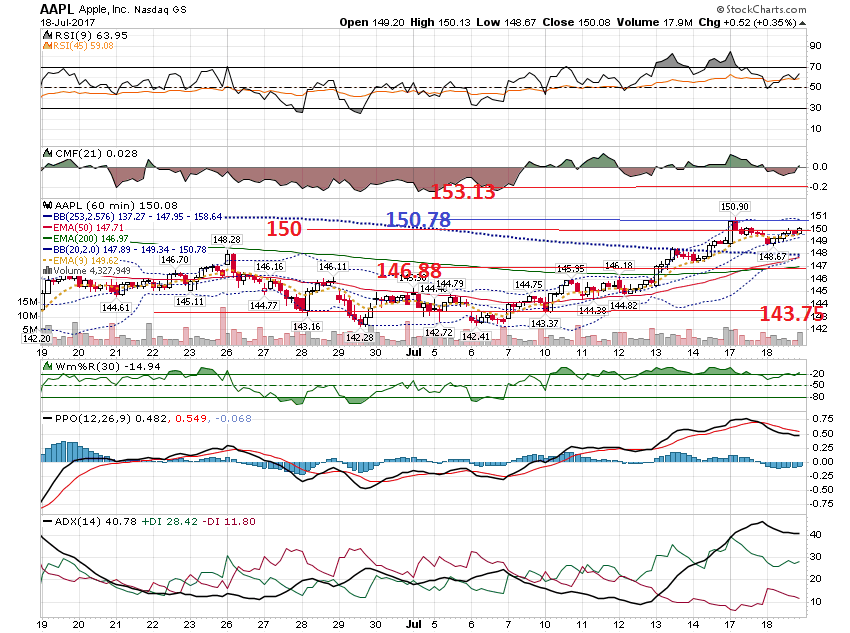 AAPL Apple, Inc. Nasdaq GS © StockCharts.com
18-Jul-2017 Open 149.20 High 150.13 Low 148.67 Close 150.08 Volume 17.9M Chg +0.52 (+0.35%)
RSI(9) 63.95
RSI(45) 59.08
90
70
50
30
10
CMF(21) 0.028
0.0
-0.2
153.13
AAPL (60 min) 150.08
BB(253,2.576) 137.27 - 147.95 - 158.64
EMA(50) 147.71
EMA(200) 146.97
BB(20,2.0) 147.89 - 149.34 - 150.78
EMA(9) 149.62
Volume 4,327,949
150
150.78
146.88
143.75
150.90
148.28
146.70
146.16
146.11
145.95
146.18
148.67
144.79
144.75
144.61
145.11
144.77
144.38
144.82
143.16
143.37
142.72
142.41
142.28
142.20
151
150
149
148
147
146
145
144
143
142
15M
10M
5M
19 20 21 22 23 26 27 28 29 30 Jul 5 6 7 10 11 12 13 14 17 18
Wm%R(30) -14.94
-20
-50
-80
PPO(12,26,9) 0.482, 0.549, -0.068
0.75
0.50
0.25
0.00
-0.25
-0.50
-0.75
ADX(14) 40.78 +DI 28.42 -DI 11.80
40
30
20
10
19 20 21 22 23 26 27 28 29 30 Jul 5 6 7 10 11 12 13 14 17 18